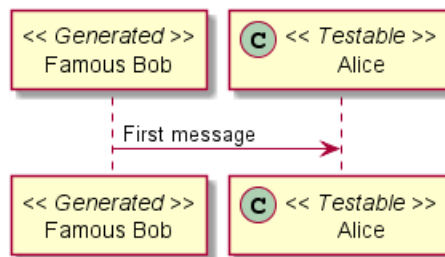 << Generated >>
Famous Bob
C << Testable >>
Alice
First message
<< Generated >>
Famous Bob
C << Testable >>
Alice